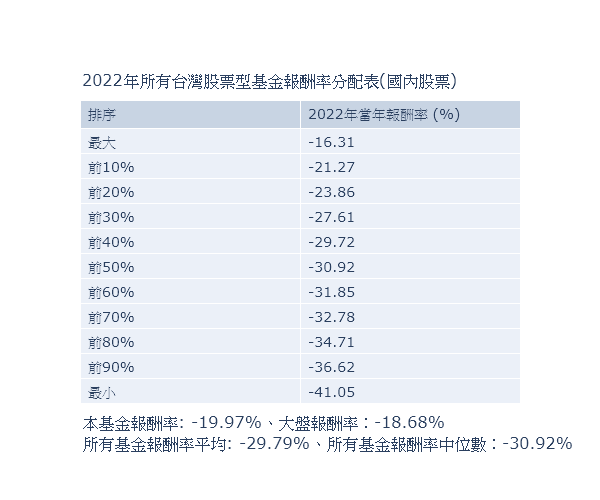 2022年所有台灣股票型基金報酬率分配表(國內股票)
排序 2022年當年報酬率 (%)
最大 -16.31
前10% -21.27
前20% -23.86
前30% -27.61
前40% -29.72
前50% -30.92
前60% -31.85
前70% -32.78
前80% -34.71
前90% -36.62
最小 -41.05
本基金報酬率: -19.97%、大盤報酬率：-18.68%
所有基金報酬率平均: -29.79%、所有基金報酬率中位數：-30.92%